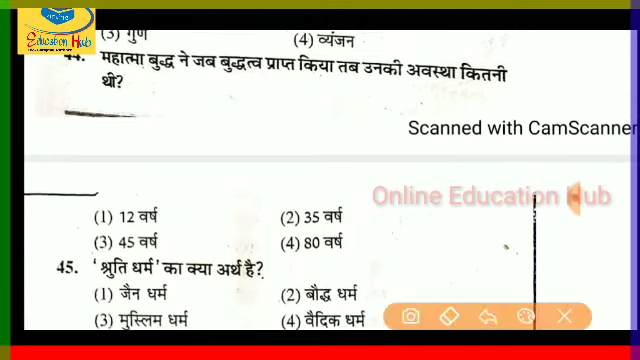 online
Education Hub
(3) गुण (4) व्यंजन
44. महात्मा बुद्ध ने जब बुद्धत्व प्राप्त किया तब उनकी अवस्था कितनी
थी?
Scanned with CamScanner
Online Education Hub
(1) 12 वर्ष (2) 35 वर्ष
(3) 45 वर्ष (4) 80 वर्ष
45. 'श्रुति धर्म' का क्या अर्थ है?
(1) जैन धर्म (2) बौद्ध धर्म
(3) मुस्लिम धर्म (4) वैदिक धर्म